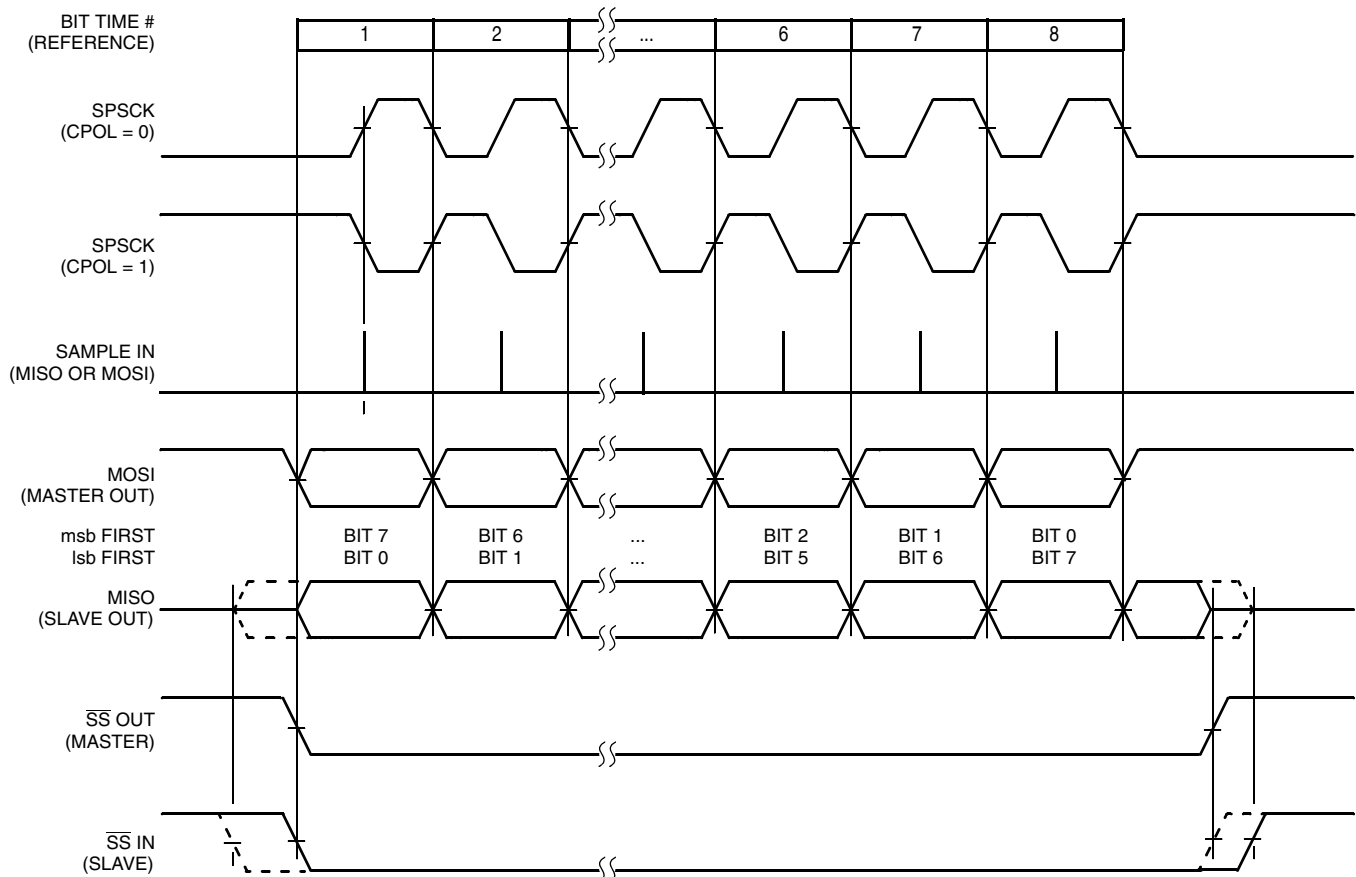 BIT TIME #
(REFERENCE)
1 2 ... 6 7 8
SPSCK
(CPOL = 0)
SPSCK
(CPOL = 1)
SAMPLE IN
(MISO OR MOSI)
MOSI
(MASTER OUT)
msb FIRST BIT 7 BIT 6 ... BIT 2 BIT 1 BIT 0
lsb FIRST BIT 0 BIT 1 ... BIT 5 BIT 6 BIT 7
MISO
(SLAVE OUT)
S̅S̅ OUT
(MASTER)
S̅S̅ IN
(SLAVE)